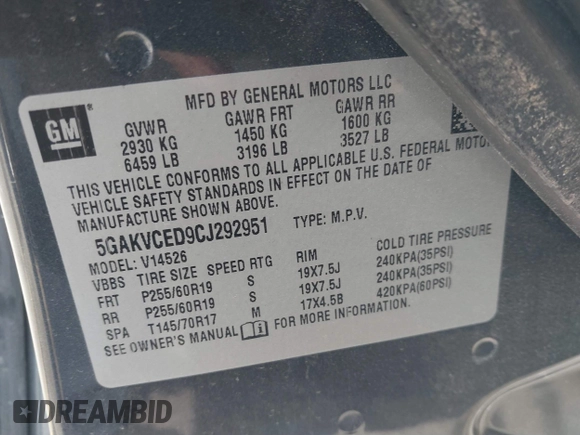 MFD BY GENERAL MOTORS LLC
GM
GVWR GAWR FRT GAWR RR
2930 KG 1450 KG 1600 KG
6459 LB 3196 LB 3527 LB
THIS VEHICLE CONFORMS TO ALL APPLICABLE U.S. FEDERAL MOTOR
VEHICLE SAFETY STANDARDS IN EFFECT ON THE DATE OF
MANUFACTURE SHOWN ABOVE.
5GAKVCED9CJ292951 TYPE: M.P.V.
MODEL: V14526
VBBS TIRE SIZE SPEED RTG RIM COLD TIRE PRESSURE
FRT P255/60R19 S 19X7.5J 240KPA(35PSI)
RR P255/60R19 S 19X7.5J 240KPA(35PSI)
SPA T145/70R17 M 17X4.5B 420KPA(60PSI)
SEE OWNER'S MANUAL FOR MORE INFORMATION.
DREAMBID